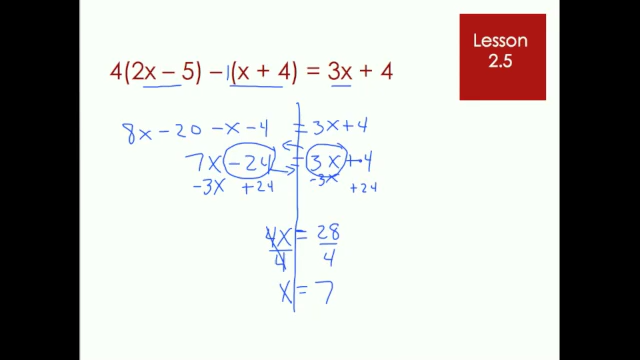 Lesson
2.5
4(2x – 5) – 1(x + 4) = 3x + 4
8x - 20 - x - 4 = 3x + 4
7x - 24 = 3x + 4
-3x +24 -3x +24
4x = 28
4 4
x = 7